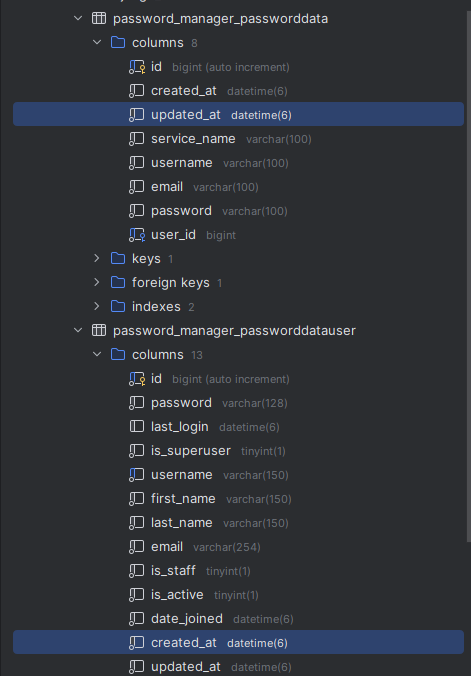 password_manager_passworddata
columns 8
id bigint (auto increment)
created_at datetime(6)
updated_at datetime(6)
service_name varchar(100)
username varchar(100)
email varchar(100)
password varchar(100)
user_id bigint
keys 1
foreign keys 1
indexes 2
password_manager_passworddatauser
columns 13
id bigint (auto increment)
password varchar(128)
last_login datetime(6)
is_superuser tinyint(1)
username varchar(150)
first_name varchar(150)
last_name varchar(150)
email varchar(254)
is_staff tinyint(1)
is_active tinyint(1)
date_joined datetime(6)
created_at datetime(6)
updated_at datetime(6)